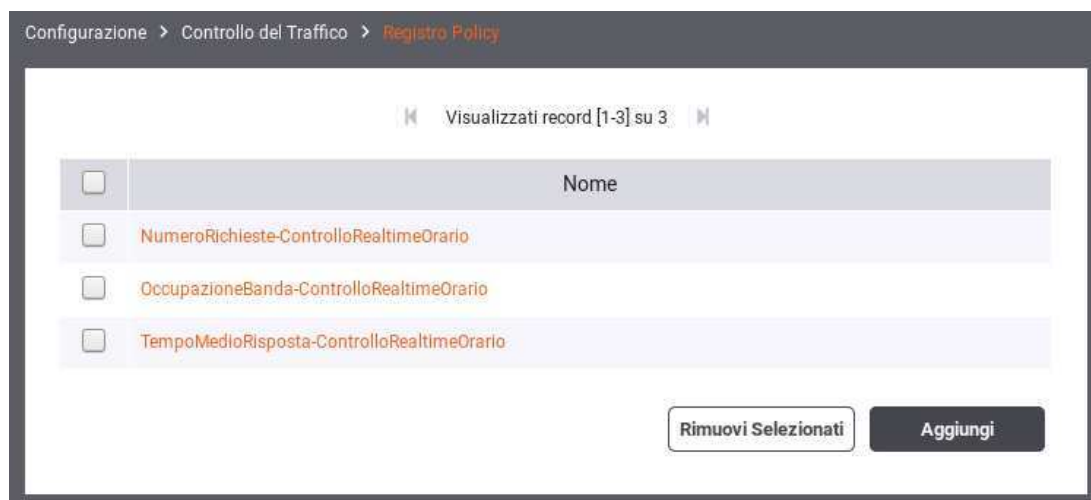 Configurazione > Controllo del Traffico > Registro Policy
Visualizzati record [1-3] su 3
Nome
NumeroRichieste-ControlloRealtimeOrario
OccupazioneBanda-ControlloRealtimeOrario
TempoMedioRisposta-ControlloRealtimeOrario
Rimuovi Selezionati Aggiungi